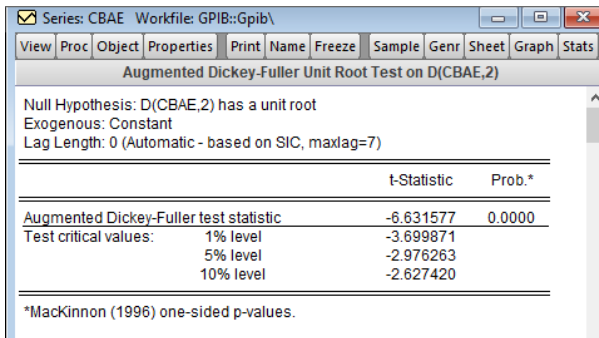 Series: CBAE Workfile: GPIB::Gpib\
View Proc Object Properties Print Name Freeze Sample Genr Sheet Graph Stats
Augmented Dickey-Fuller Unit Root Test on D(CBAE,2)
Null Hypothesis: D(CBAE,2) has a unit root
Exogenous: Constant
Lag Length: 0 (Automatic - based on SIC, maxlag=7)
t-Statistic Prob.*
Augmented Dickey-Fuller test statistic -6.631577 0.0000
Test critical values: 1% level -3.699871
5% level -2.976263
10% level -2.627420
*MacKinnon (1996) one-sided p-values.